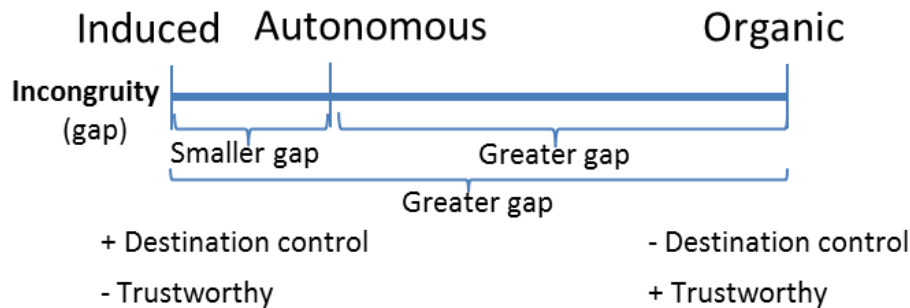 Induced Autonomous Organic
Incongruity
(gap)
Smaller gap Greater gap
Greater gap
+ Destination control - Destination control
- Trustworthy + Trustworthy